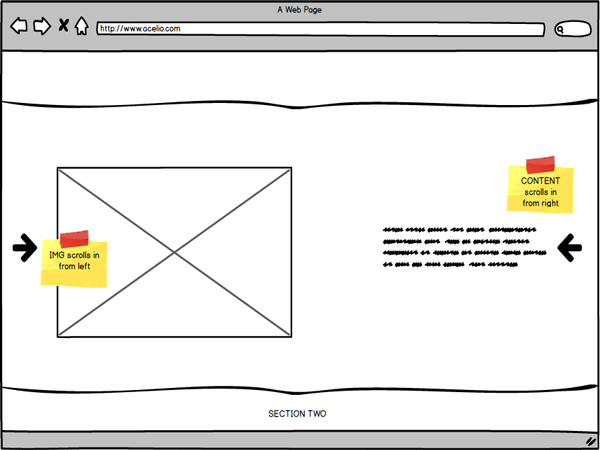 A Web Page
http://www.acelio.com
CONTENT
scrolls in
from right
IMG scrolls in
from left
SECTION TWO